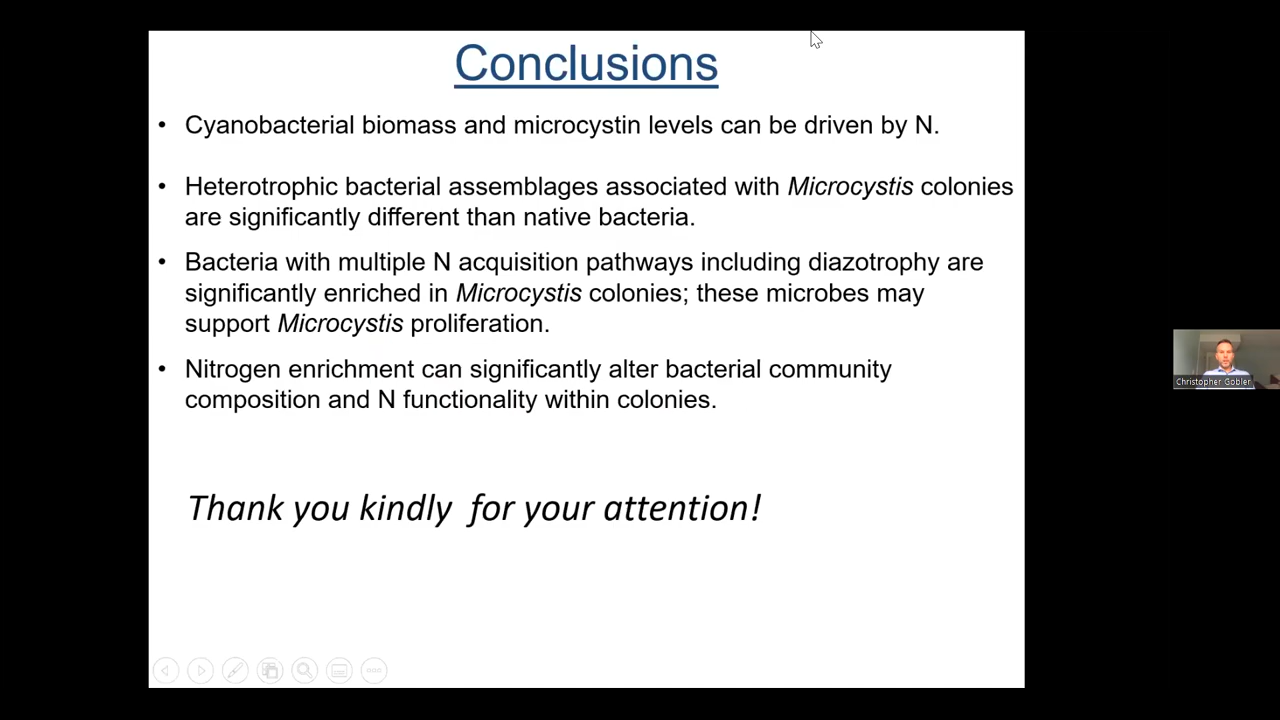 Conclusions
• Cyanobacterial biomass and microcystin levels can be driven by N.
• Heterotrophic bacterial assemblages associated with Microcystis colonies
are significantly different than native bacteria.
• Bacteria with multiple N acquisition pathways including diazotrophy are
significantly enriched in Microcystis colonies; these microbes may
support Microcystis proliferation.
• Nitrogen enrichment can significantly alter bacterial community
composition and N functionality within colonies.
Christopher Gobler
Thank you kindly  for your attention!